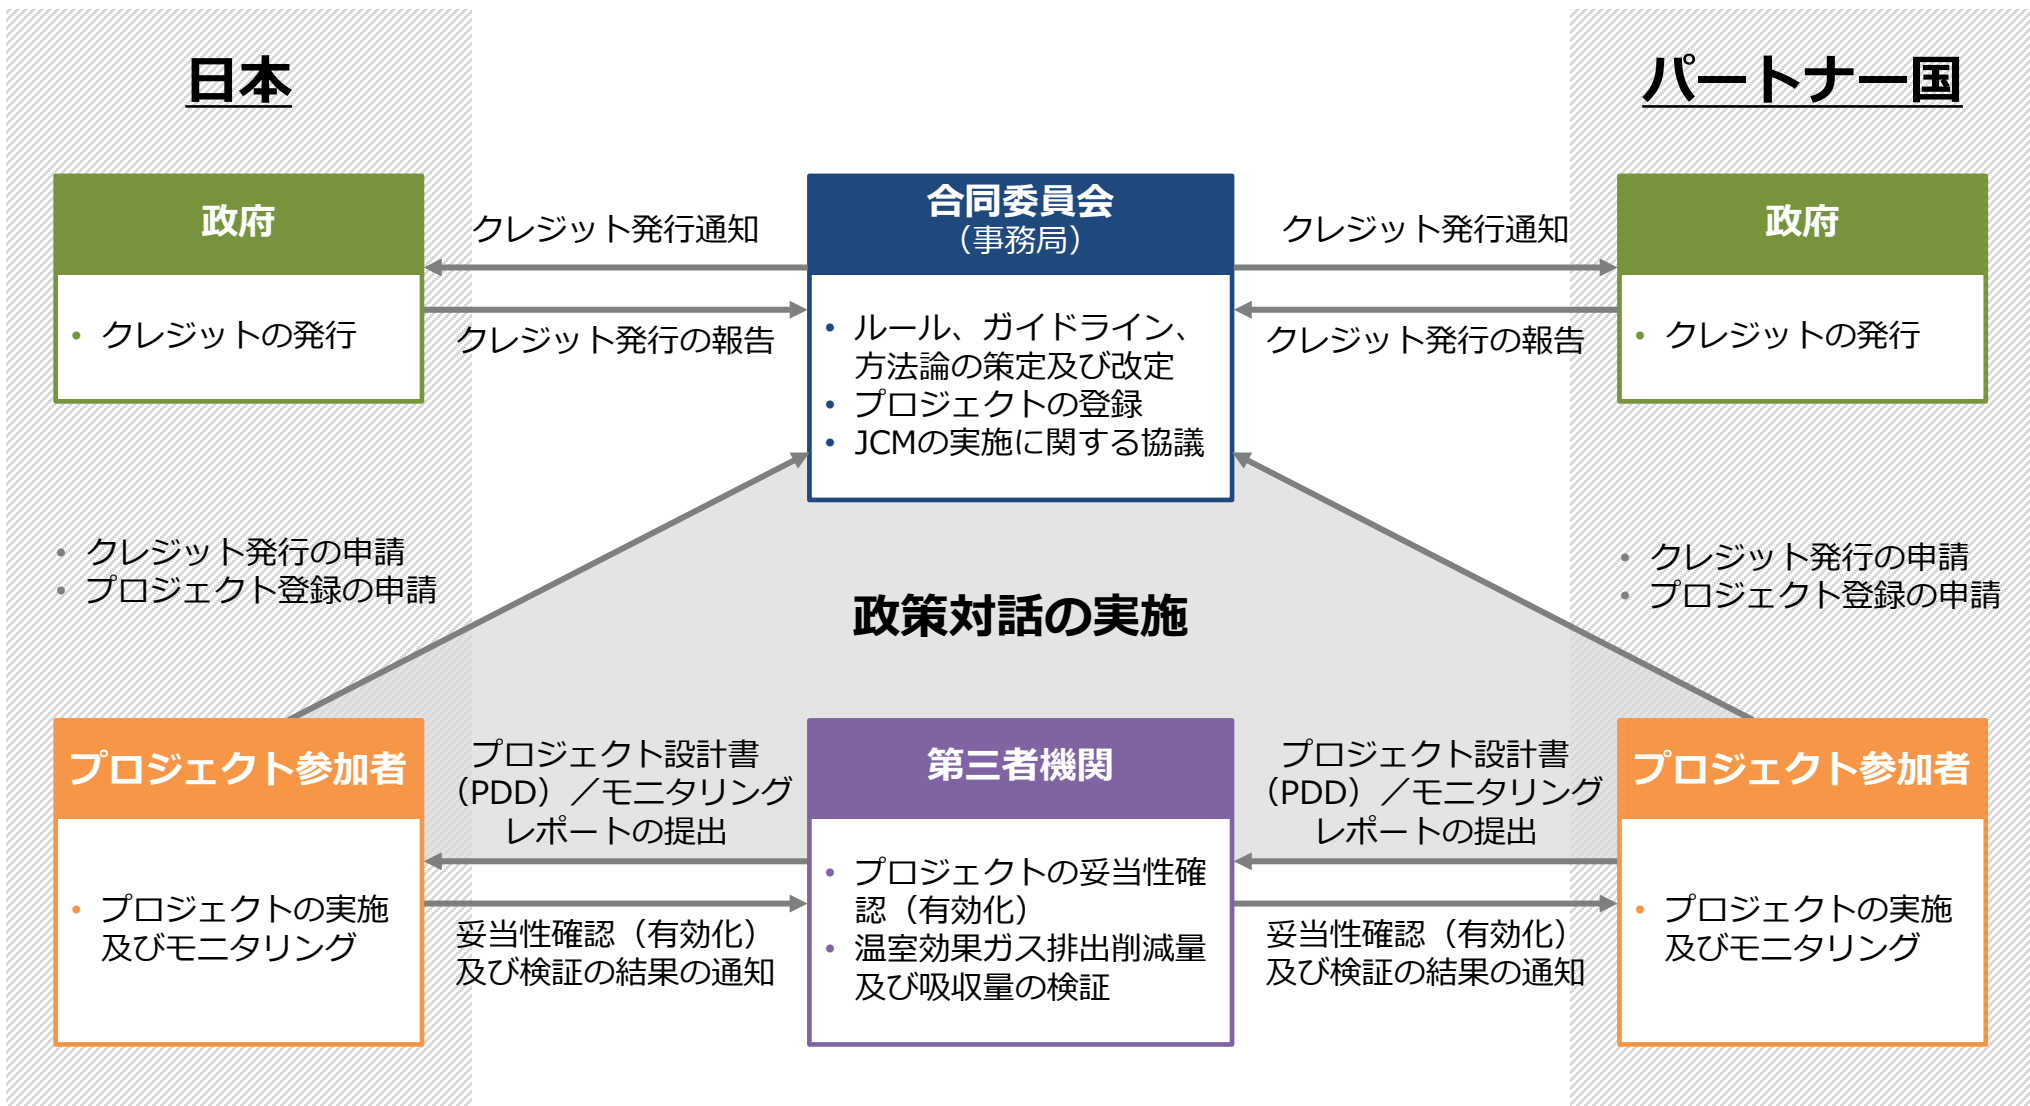 日本
パートナー国
政府
クレジット発行通知
合同委員会
（事務局）
クレジット発行通知
政府
• クレジットの発行
クレジット発行の報告
• ルール、ガイドライン、
方法論の策定及び改定
• プロジェクトの登録
• JCMの実施に関する協議
クレジット発行の報告
• クレジットの発行
• クレジット発行の申請
• プロジェクト登録の申請
政策対話の実施
• クレジット発行の申請
• プロジェクト登録の申請
プロジェクト参加者
• プロジェクトの実施
及びモニタリング
プロジェクト設計書
（PDD）／モニタリング
レポートの提出
妥当性確認（有効化）
及び検証の結果の通知
第三者機関
• プロジェクトの妥当性確
認（有効化）
• 温室効果ガス排出削減量
及び吸収量の検証
プロジェクト設計書
（PDD）／モニタリング
レポートの提出
妥当性確認（有効化）
及び検証の結果の通知
プロジェクト参加者
• プロジェクトの実施
及びモニタリング